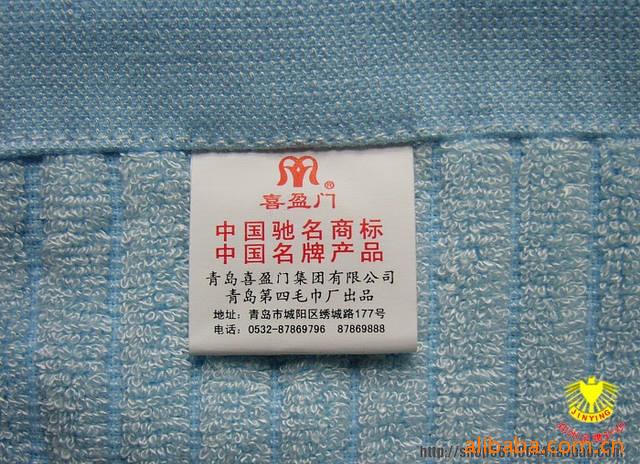 ®
喜盈门
中国驰名商标
中国名牌产品
青岛喜盈门集团有限公司
青岛第四毛巾厂出品
地址：青岛市城阳区绣城路177号
电话：0532-87869796 87869888
JINYING
alibaba.com.cn